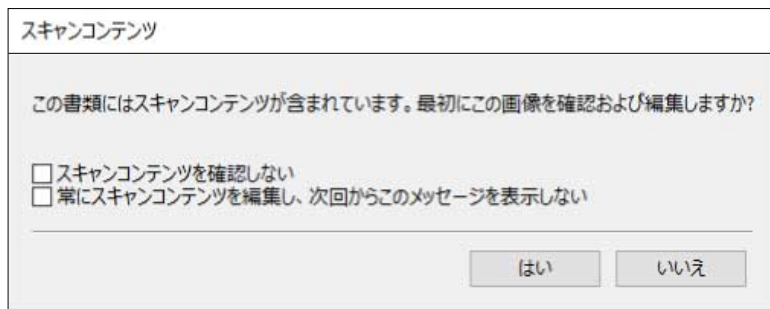 スキャンコンテンツ
この書類にはスキャンコンテンツが含まれています。最初にこの画像を確認および編集しますか?
スキャンコンテンツを確認しない
常にスキャンコンテンツを編集し、次回からこのメッセージを表示しない
はい いいえ